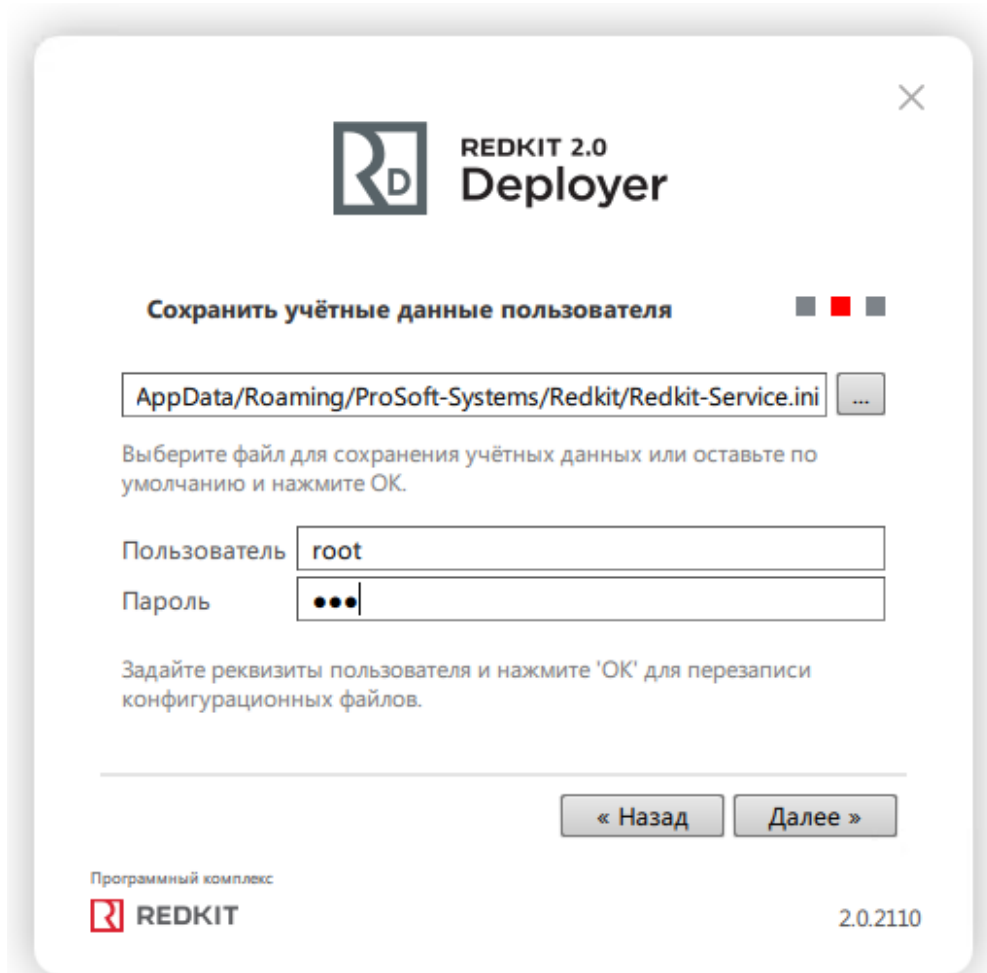 REDKIT 2.0
Deployer
Сохранить учётные данные пользователя
AppData/Roaming/ProSoft-Systems/Redkit/Redkit-Service.ini ...
Выберите файл для сохранения учётных данных или оставьте по
умолчанию и нажмите ОК.
Пользователь root
Пароль ●●●
Задайте реквизиты пользователя и нажмите 'ОК' для перезаписи
конфигурационных файлов.
« Назад Далее »
Программный комплекс
REDKIT
2.0.2110